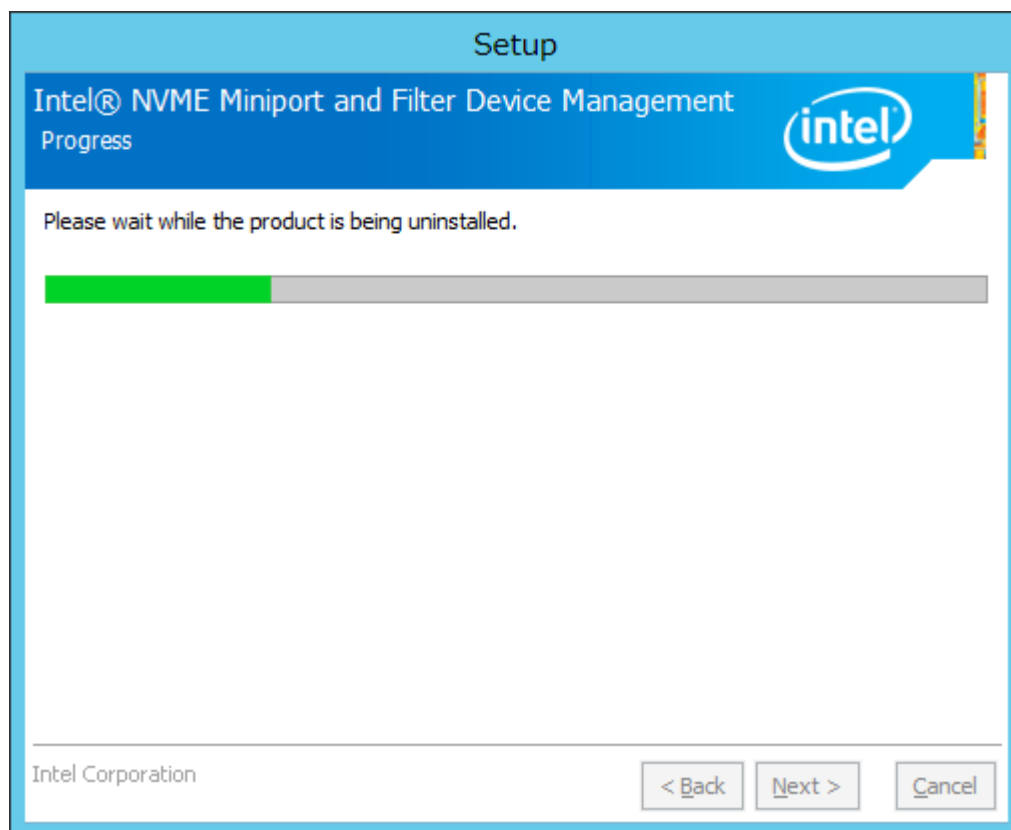 Setup
Intel® NVME Miniport and Filter Device Management
Progress
intel
Please wait while the product is being uninstalled.
Intel Corporation
< Back
Next >
Cancel